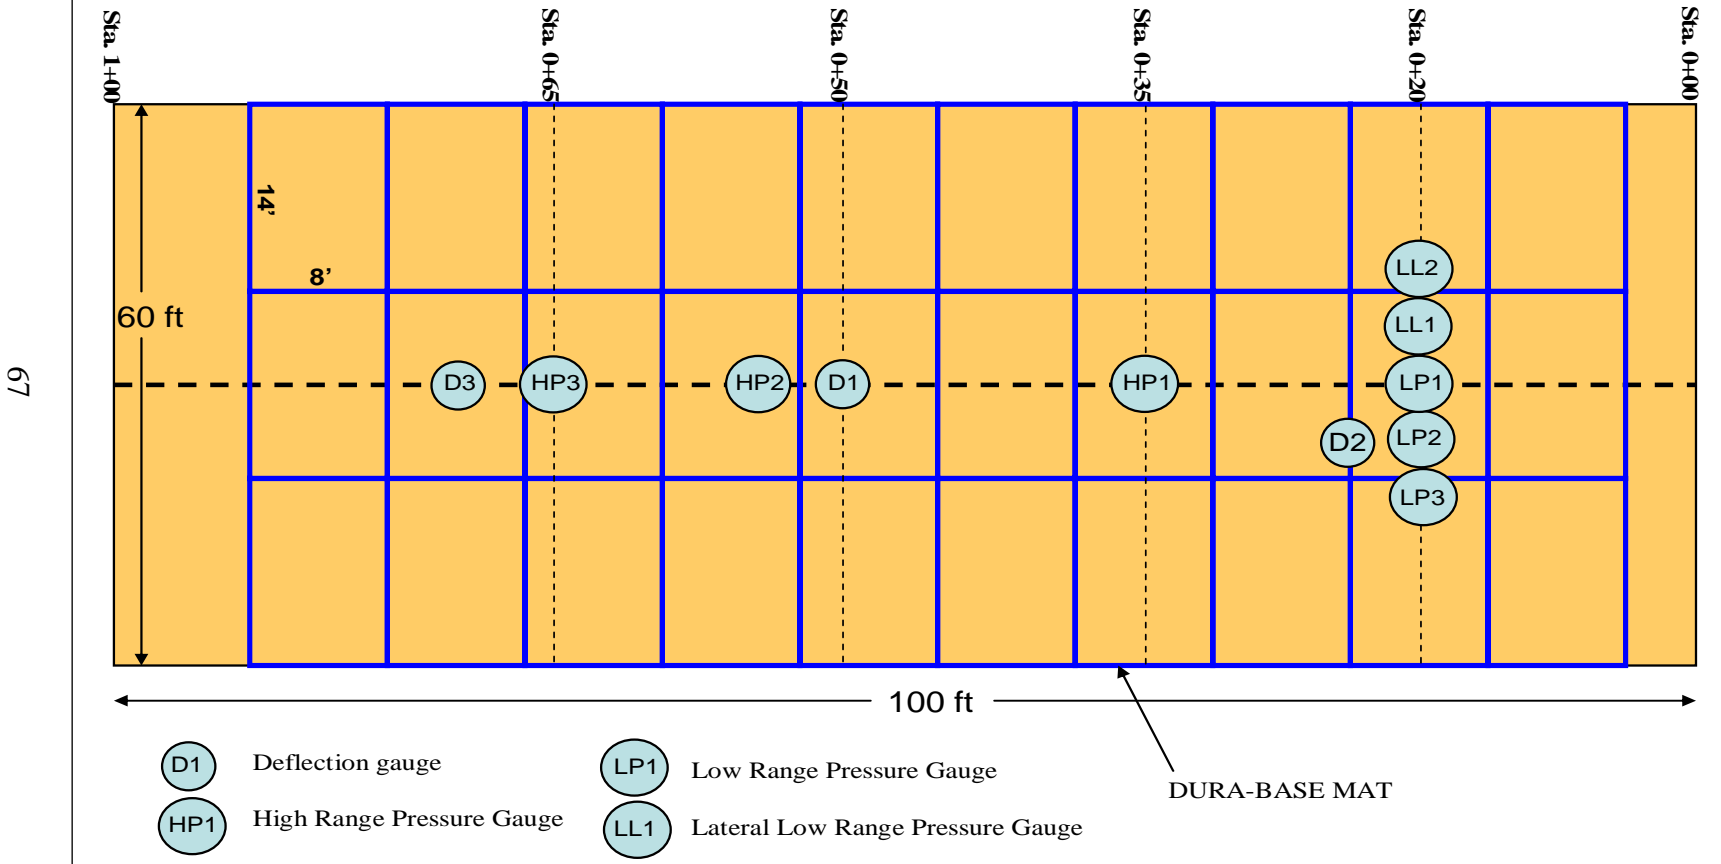 Sta. 1+00
Sta. 0+65
Sta. 0+50
Sta. 0+35
Sta. 0+20
Sta. 0+00
14’
8’
60 ft
LL2
LL1
D3
HP3
HP2
D1
HP1
LP1
D2
LP2
LP3
67
100 ft
D1 Deflection gauge
LP1 Low Range Pressure Gauge
DURA-BASE MAT
HP1 High Range Pressure Gauge
LL1 Lateral Low Range Pressure Gauge